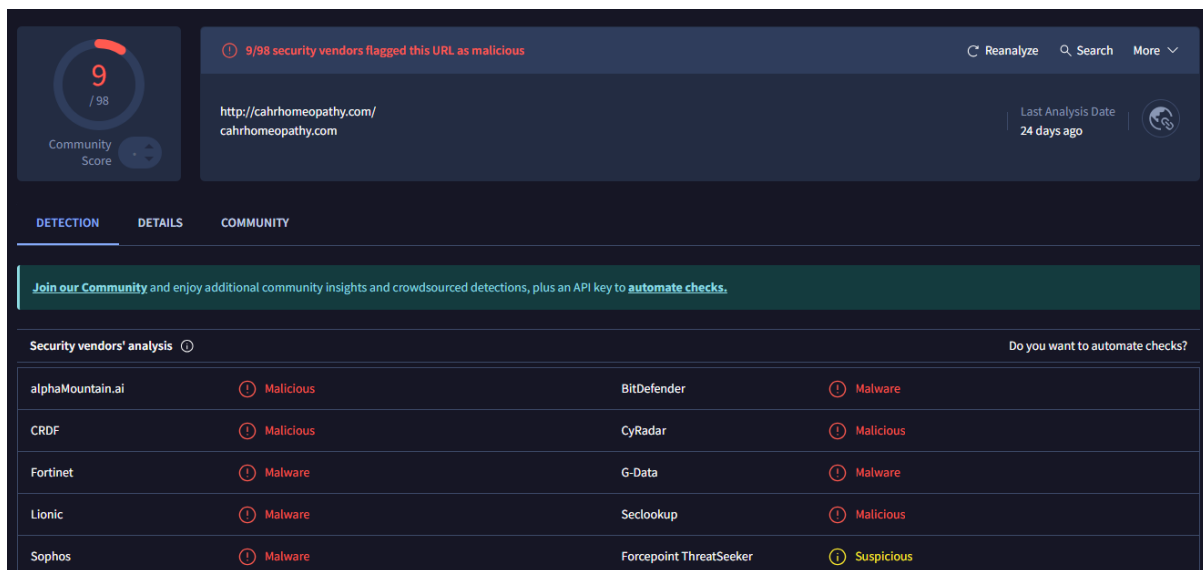 9
/ 98
Community
Score
9/98 security vendors flagged this URL as malicious
Reanalyze
Search
More
http://cahrhomeopathy.com/
cahrhomeopathy.com
Last Analysis Date
24 days ago
DETECTION DETAILS COMMUNITY
Join our Community and enjoy additional community insights and crowdsourced detections, plus an API key to automate checks.
Security vendors' analysis
Do you want to automate checks?
alphaMountain.ai Malicious BitDefender Malware
CRDF Malicious CyRadar Malicious
Fortinet Malware G-Data Malware
Lionic Malware Seclookup Malicious
Sophos Malware Forcepoint ThreatSeeker Suspicious